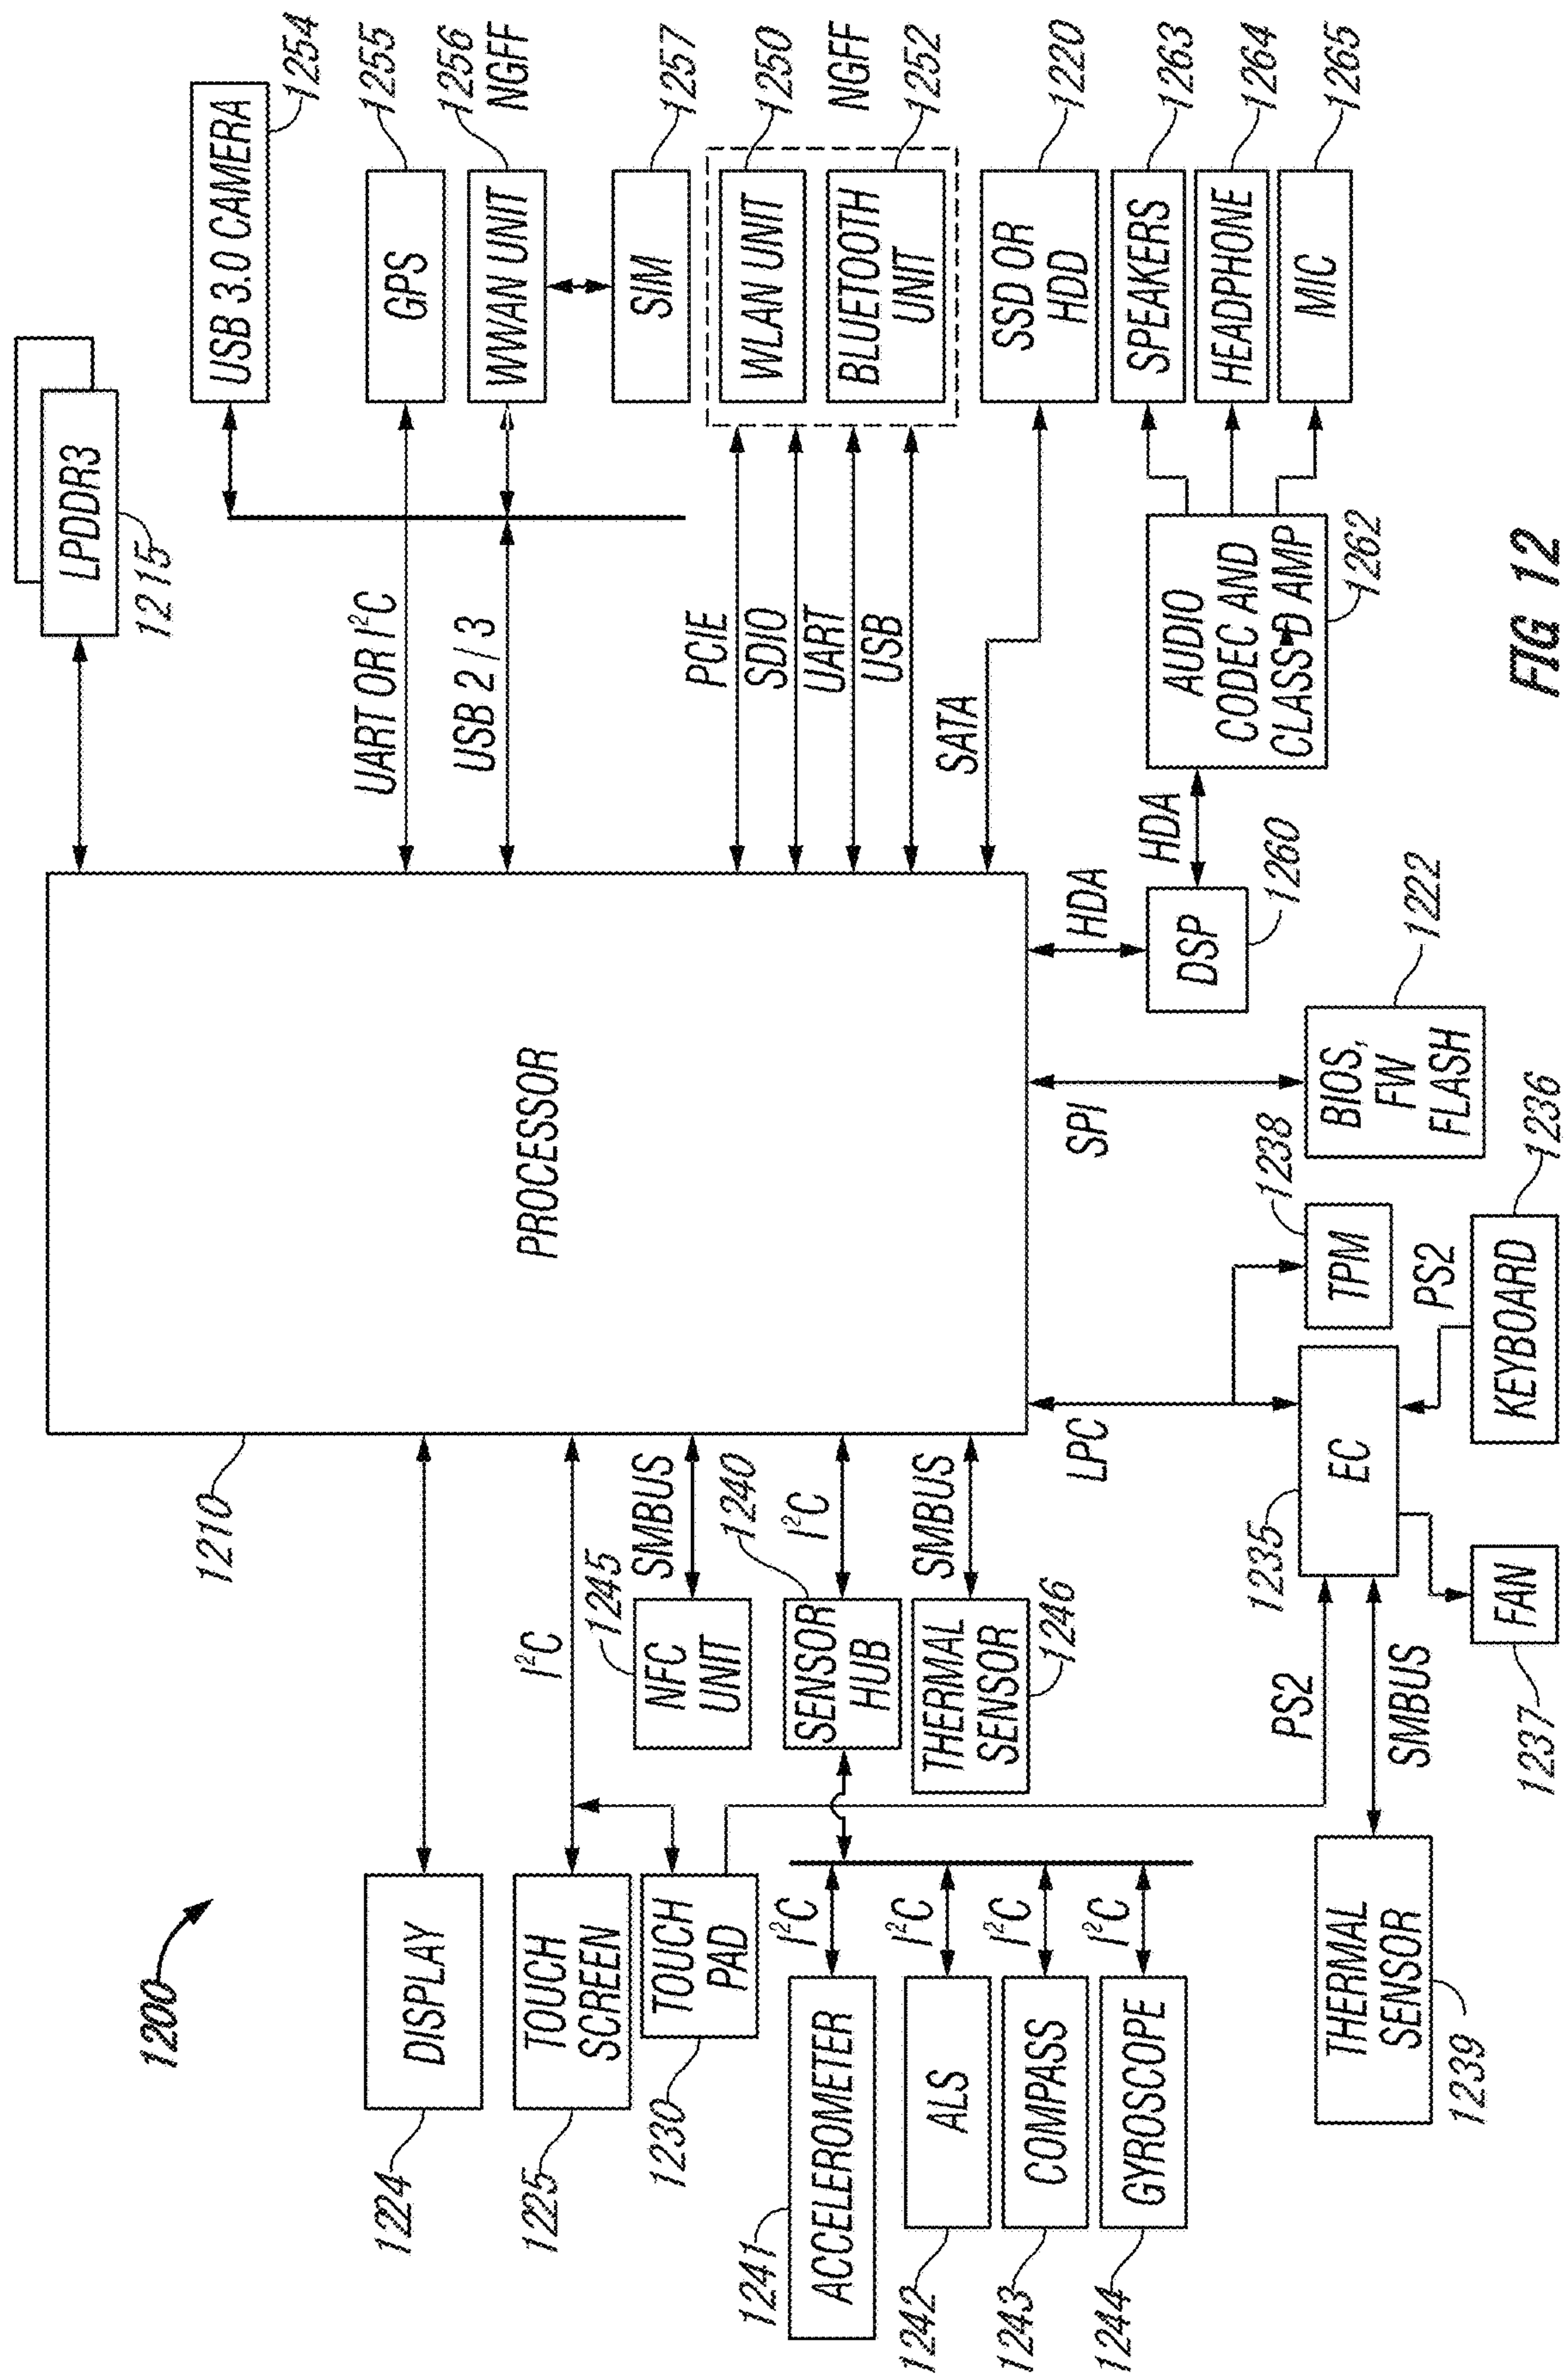 1200
LPDDR3
1215
USB 3.0 CAMERA
1254
DISPLAY
1224
1210
PROCESSOR
UART OR I²C
GPS
1255
USB 2 / 3
WWAN UNIT
1256
NGFF
SIM
1257
TOUCH
SCREEN
1225
I²C
TOUCH
PAD
1230
1245
NFC
UNIT
SMBUS
1240
SENSOR
HUB
I²C
THERMAL
SENSOR
1246
SMBUS
PCIE
SDIO
UART
USB
WLAN UNIT
1250
BLUETOOTH
UNIT
NGFF
1252
SATA
SSD OR
HDD
1220
1241
ACCELEROMETER
I²C
1242
ALS
I²C
1243
COMPASS
I²C
1244
GYROSCOPE
I²C
LPC
SPI
HDA
DSP
1260
HDA
AUDIO
CODEC AND
CLASS D AMP
1262
SPEAKERS
1263
HEADPHONE
1264
MIC
1265
PS2
1235
EC
TPM
1238
BIOS,
FW
FLASH
1222
THERMAL
SENSOR
1239
SMBUS
PS2
FAN
1237
KEYBOARD
1236
FIG 12